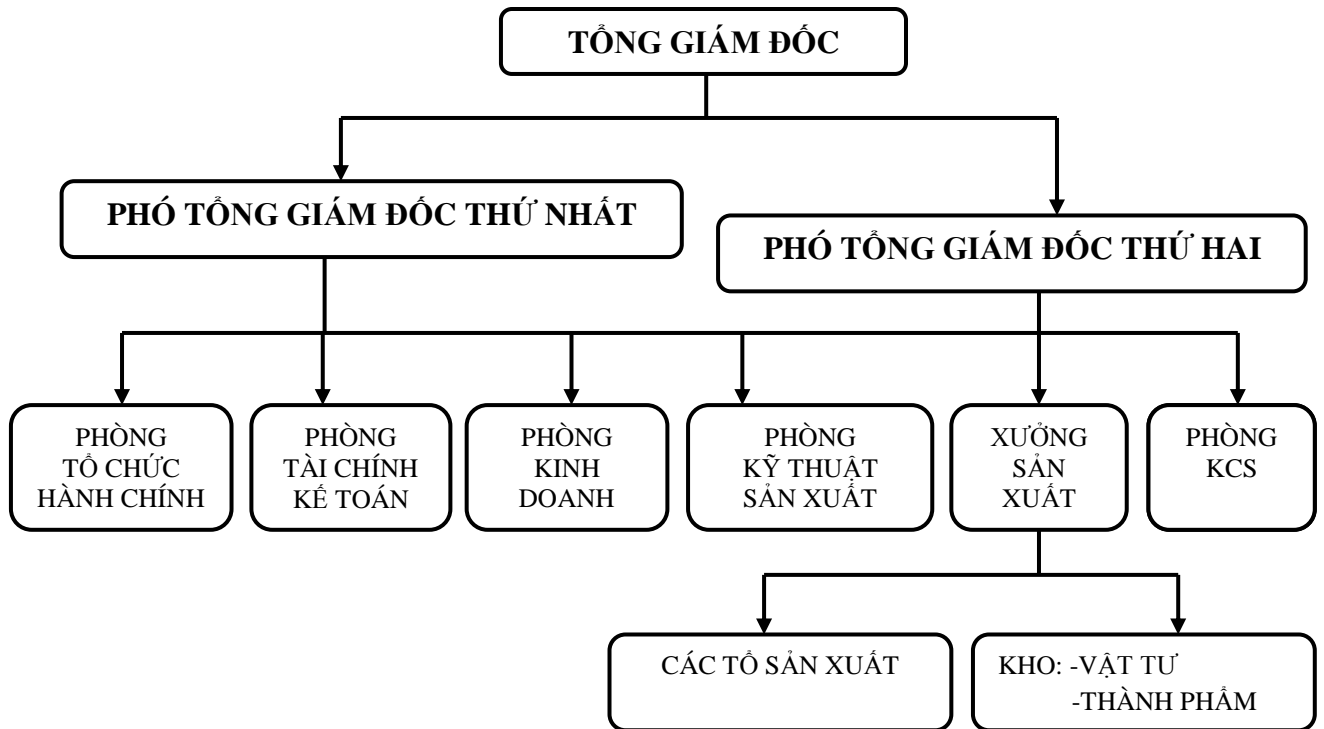 TỔNG GIÁM ĐỐC
PHÓ TỔNG GIÁM ĐỐC THỨ NHẤT
PHÓ TỔNG GIÁM ĐỐC THỨ HAI
PHÒNG
TỔ CHỨC
HÀNH CHÍNH
PHÒNG
TÀI CHÍNH
KẾ TOÁN
PHÒNG
KINH
DOANH
PHÒNG
KỸ THUẬT
SẢN XUẤT
XƯỞNG
SẢN
XUẤT
PHÒNG
KCS
CÁC TỔ SẢN XUẤT
KHO: -VẬT TƯ
-THÀNH PHẨM